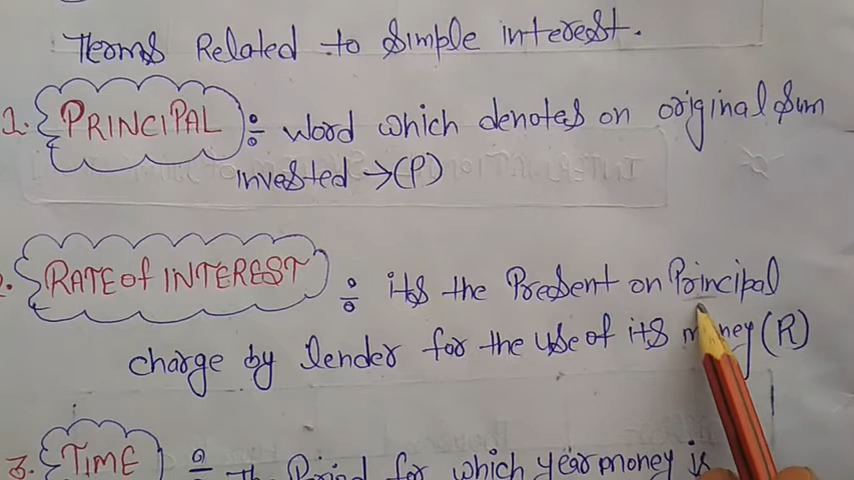 Terms Related to simple interest.
1. PRINCIPAL : word which denotes on original sum
invested → (P)
2. RATE of INTEREST : its the Present on Principal
charge by lender for the use of its money (R)
3. TIME : the Period for which year money is